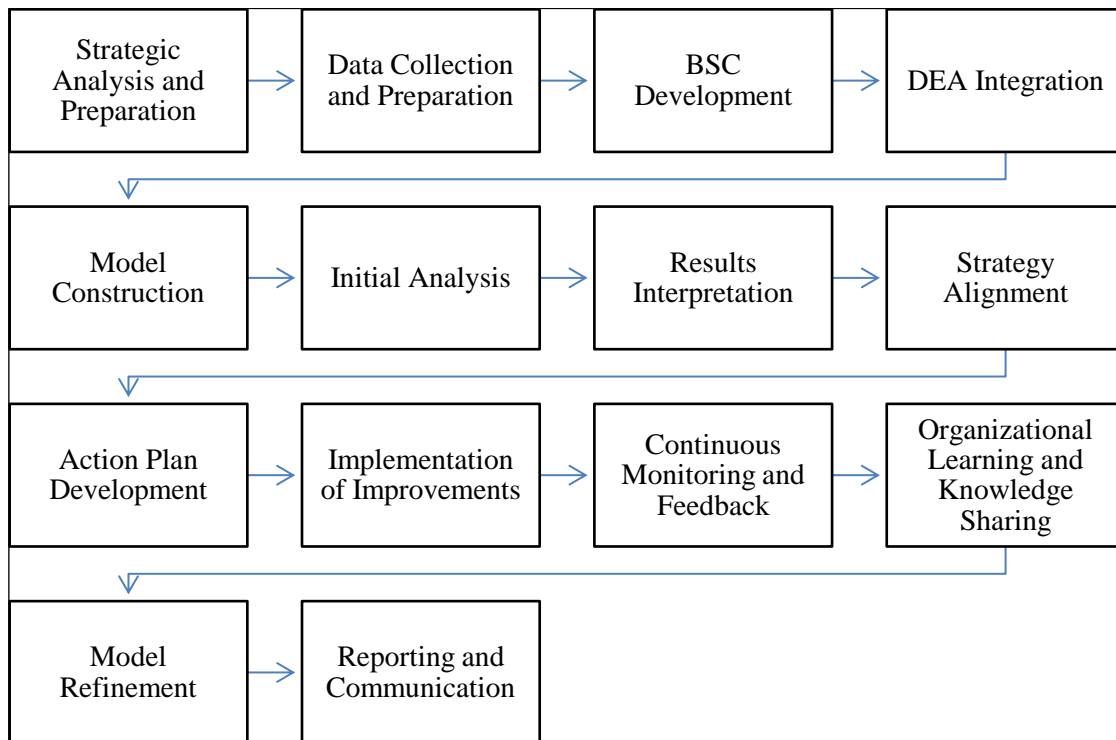 Strategic
Analysis and
Preparation
Data Collection
and Preparation
BSC
Development
DEA Integration
Model
Construction
Initial Analysis
Results
Interpretation
Strategy
Alignment
Action Plan
Development
Implementation
of Improvements
Continuous
Monitoring and
Feedback
Organizational
Learning and
Knowledge
Sharing
Model
Refinement
Reporting and
Communication